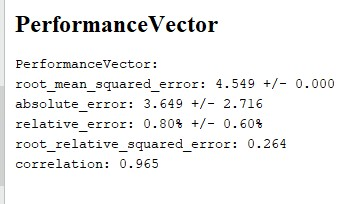 PerformanceVector
PerformanceVector:
root_mean_squared_error: 4.549 +/- 0.000
absolute_error: 3.649 +/- 2.716
relative_error: 0.80% +/- 0.60%
root_relative_squared_error: 0.264
correlation: 0.965